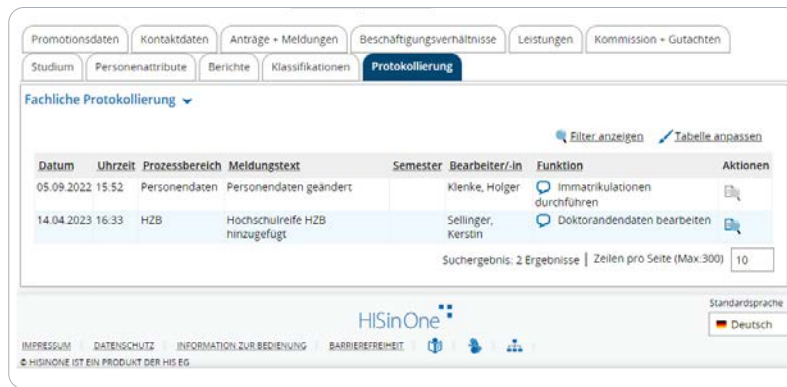 Promotionsdaten Kontaktdaten Anträge + Meldungen Beschäftigungsverhältnisse Leistungen Kommission + Gutachten
Studium Personenattribute Berichte Klassifikationen Protokollierung
Fachliche Protokollierung
Filter anzeigen Tabelle anpassen
Datum Uhrzeit Prozessbereich Meldungstext Semester Bearbeiter/-in Funktion Aktionen
05.09.2022 15:52 Personendaten Personendaten geändert Klenke, Holger Immatrikulationen
durchführen
14.04.2023 16:33 HZB Hochschulreife HZB Sellinger, Doktorandendaten bearbeiten
hinzugefügt Kerstin
Suchergebnis: 2 Ergebnisse | Zeilen pro Seite (Max:300) 10
Standardsprache
HISinOne
Deutsch
IMPRESSUM DATENSCHUTZ INFORMATION ZUR BEDIENUNG BARRIEREFREIHEIT
© HISINONE IST EIN PRODUKT DER HIS EG